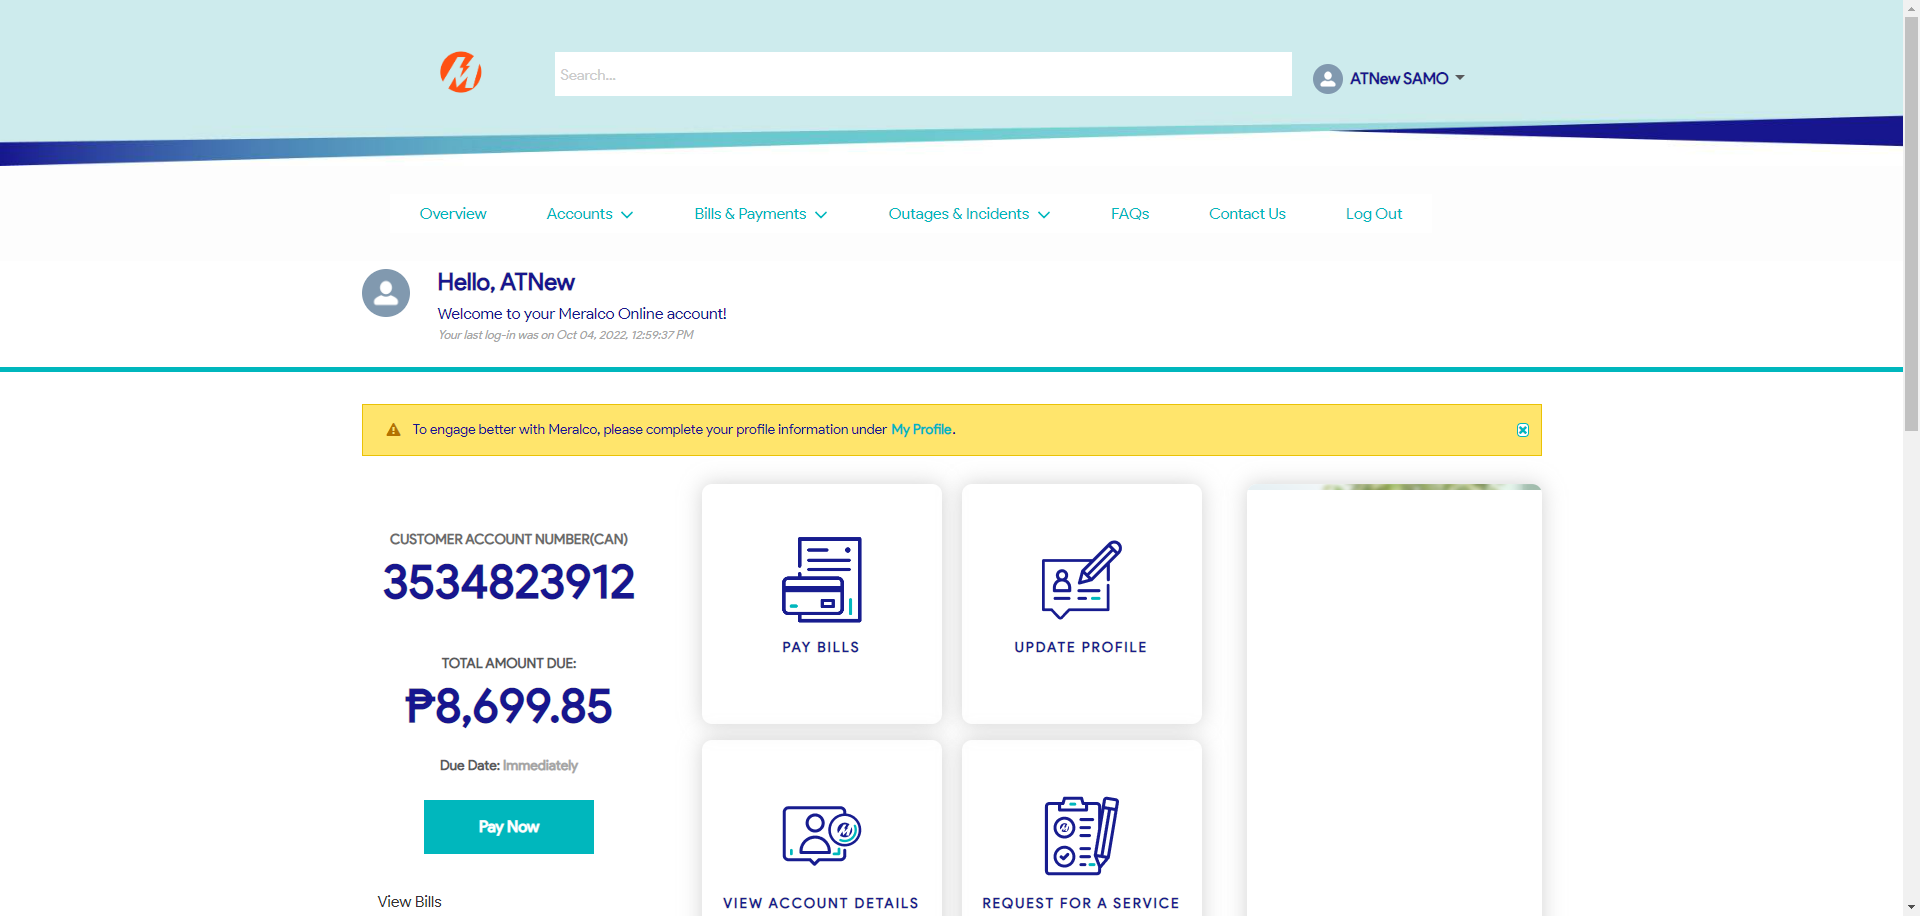 Search...
ATNew SAMO
Overview
Accounts
Bills & Payments
Outages & Incidents
FAQs
Contact Us
Log Out
Hello, ATNew
Welcome to your Meralco Online account!
Your last log-in was on Oct 04, 2022, 12:59:37 PM
To engage better with Meralco, please complete your profile information under My Profile.
CUSTOMER ACCOUNT NUMBER(CAN)
3534823912
TOTAL AMOUNT DUE:
₱8,699.85
Due Date: Immediately
Pay Now
View Bills
PAY BILLS
UPDATE PROFILE
VIEW ACCOUNT DETAILS
REQUEST FOR A SERVICE